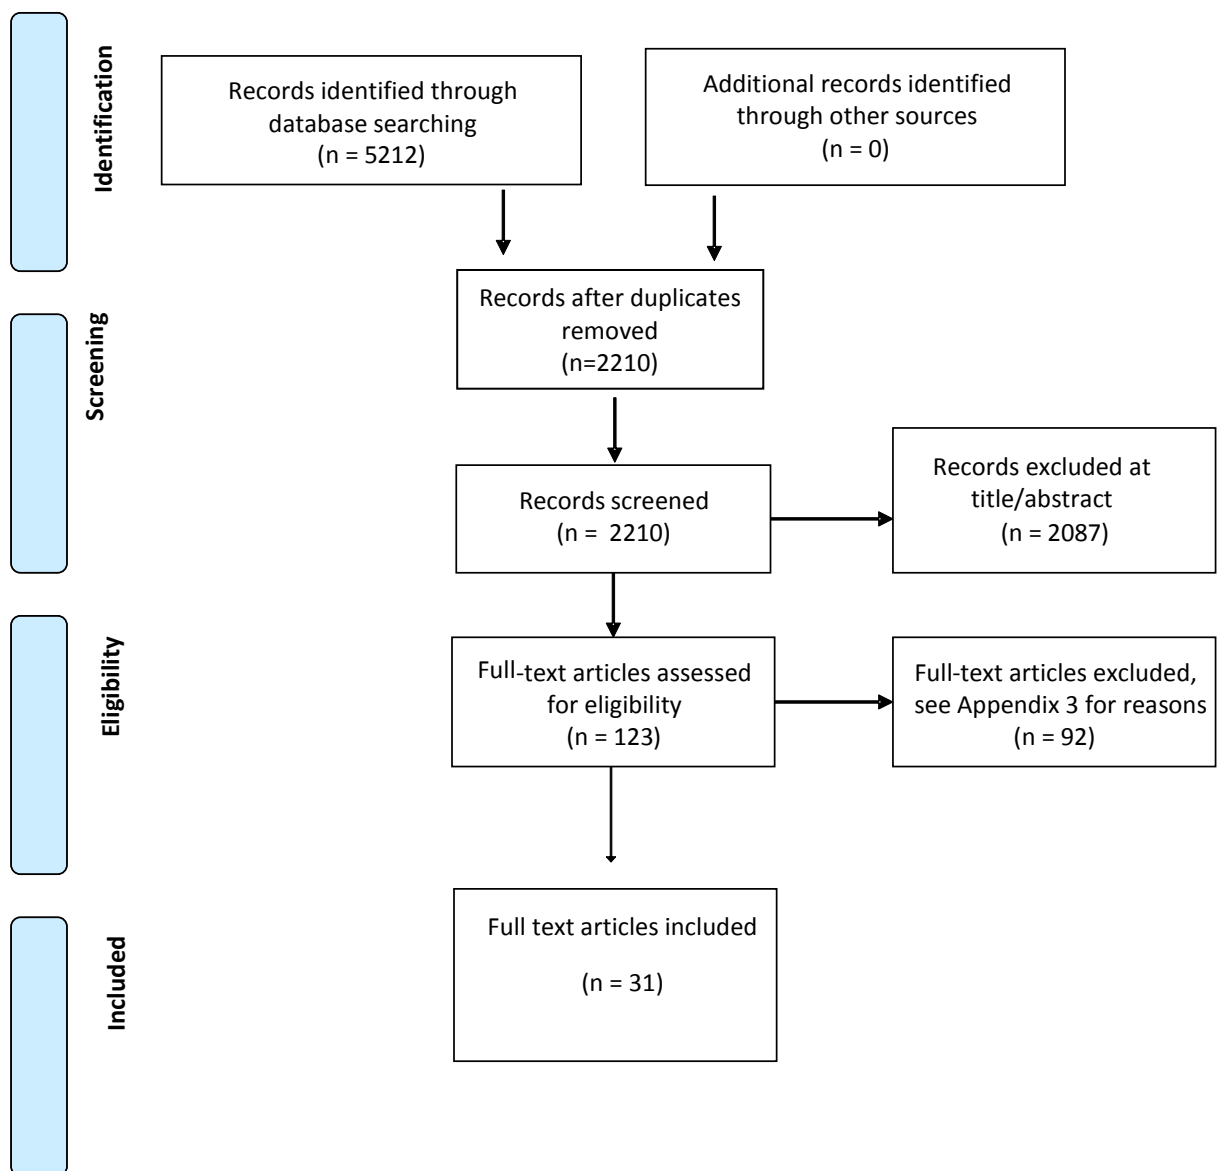 Identification
Records identified through
database searching
(n = 5212)
Additional records identified
through other sources
(n = 0)
Records after duplicates
removed
(n=2210)
Screening
Records screened
(n =  2210)
Records excluded at
title/abstract
(n = 2087)
Eligibility
Full-text articles assessed
for eligibility
(n = 123)
Full-text articles excluded,
see Appendix 3 for reasons
(n = 92)
Included
Full text articles included
(n = 31)